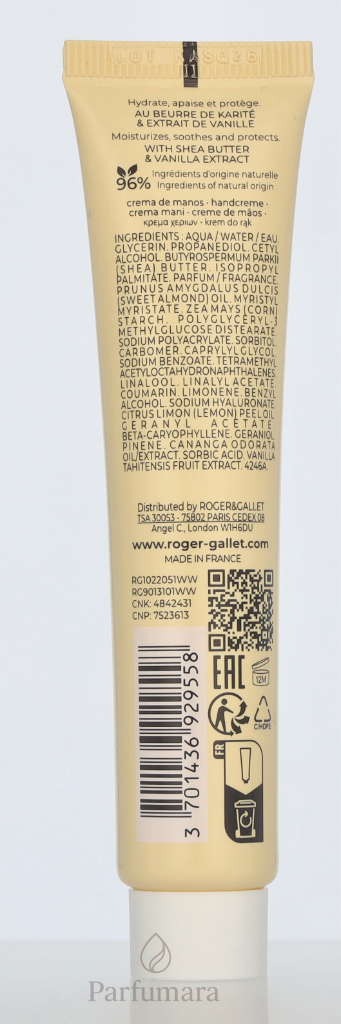 LOT KAS026
11
Hydrate, apaise et protège.
AU BEURRE DE KARITÉ
& EXTRAIT DE VANILLE
Moisturizes, soothes and protects.
WITH SHEA BUTTER
& VANILLA EXTRACT
96% Ingrédients d'origine naturelle
Ingredients of natural origin
crema de manos · handcreme ·
crema mani · creme de mãos ·
κρεμα χεριων · krem do rąk
INGREDIENTS : AQUA / WATER / EAU,
GLYCERIN. PROPANEDIOL. CETYL
ALCOHOL. BUTYROSPERMUM PARKII
(SHEA) BUTTER. ISOPROPYL
PALMITATE. PARFUM / FRAGRANCE.
PRUNUS AMYGDALUS DULCIS
(SWEET ALMOND) OIL. MYRISTYL
MYRISTATE. ZEA MAYS (CORN)
STARCH. POLYGLYCERYL-3
METHYLGLUCOSE DISTEARATE.
SODIUM POLYACRYLATE. SORBITOL.
CARBOMER. CAPRYLYL GLYCOL.
SODIUM BENZOATE. TETRAMETHYL
ACETYLOCTAHYDRONAPHTHALENES.
LINALOOL. LINALYL ACETATE.
COUMARIN. LIMONENE. BENZYL
ALCOHOL. SODIUM HYALURONATE.
CITRUS LIMON (LEMON) PEEL OIL.
GERANYL ACETATE.
BETA-CARYOPHYLLENE. GERANIOL.
PINENE. CANANGA ODORATA
OIL/EXTRACT. SORBIC ACID. VANILLA
TAHITENSIS FRUIT EXTRACT. 4246A.
Distributed by ROGER&GALLET
TSA 30053 - 75802 PARIS CEDEX 08
Angel C., London W1H6DU
www.roger-gallet.com
MADE IN FRANCE
RG1022051WW
RG9013101WW
CNK: 4842431
CNP: 7523613
EAC
12M
C/HDPE
FR
3 701436 929558
Parfumara